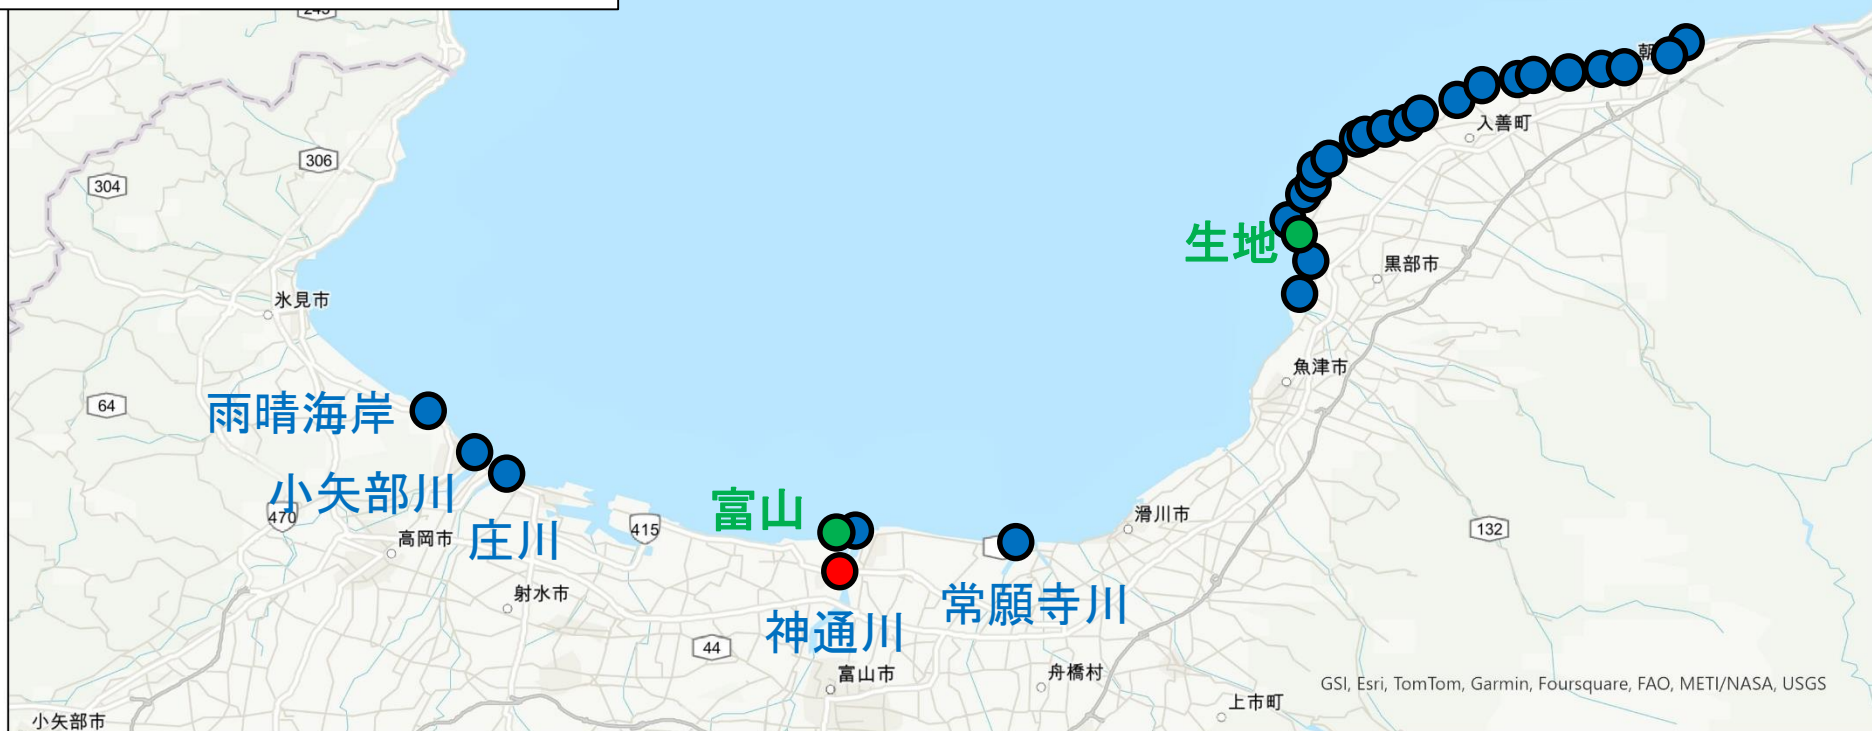 朝
入善町
306
304
生地
黒部市
氷見市
魚津市
64
雨晴海岸
小矢部川
470
富山
415
滑川市
132
高岡市
庄川
射水市
常願寺川
神通川
44
富山市
舟橋村
GSI, Esri, TomTom, Garmin, Foursquare, FAO, METI/NASA, USGS
上市町
小矢部市